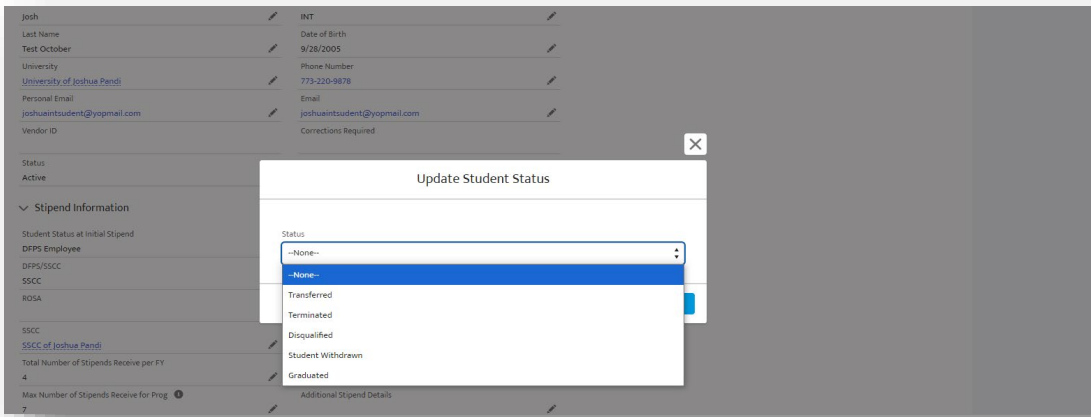 Josh
INT
Last Name
Date of Birth
Test October
9/28/2005
University
Phone Number
University of Joshua Pandi
773-220-9878
Personal Email
Email
joshuaintsudent@yopmail.com
joshuaintsudent@yopmail.com
Vendor ID
Corrections Required
Status
Active
Update Student Status
Stipend Information
Student Status at Initial Stipend
DFPS Employee
DFPS/SSCC
SSCC
ROSA
SSCC
SSCC of Joshua Pandi
Total Number of Stipends Receive per FY
4
Max Number of Stipends Receive for Prog
7
Additional Stipend Details
Status
--None--
--None--
Transferred
Terminated
Disqualified
Student Withdrawn
Graduated